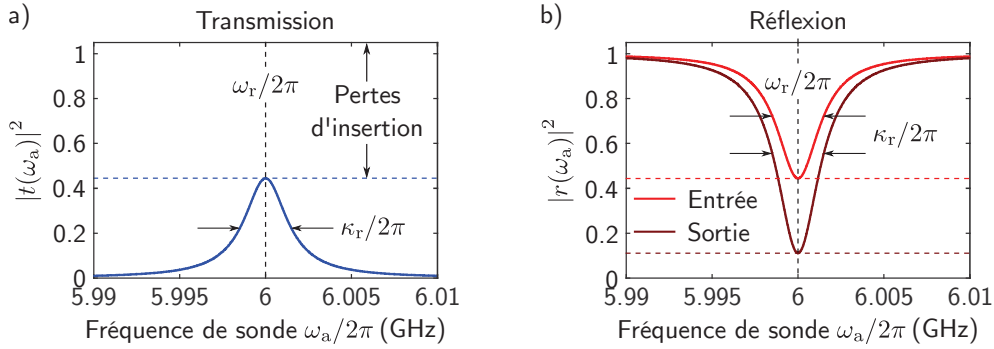 a)
Transmission
1
0.8
0.6
0.4
0.2
0
|t(ωₐ)|²
ωᵣ/2π
Pertes
d'insertion
κᵣ/2π
5.99
5.995
6
6.005
6.01
Fréquence de sonde ωₐ/2π (GHz)
b)
Réflexion
1
0.8
0.6
0.4
0.2
0
|r(ωₐ)|²
ωᵣ/2π
κᵣ/2π
Entrée
Sortie
5.99
5.995
6
6.005
6.01
Fréquence de sonde ωₐ/2π (GHz)